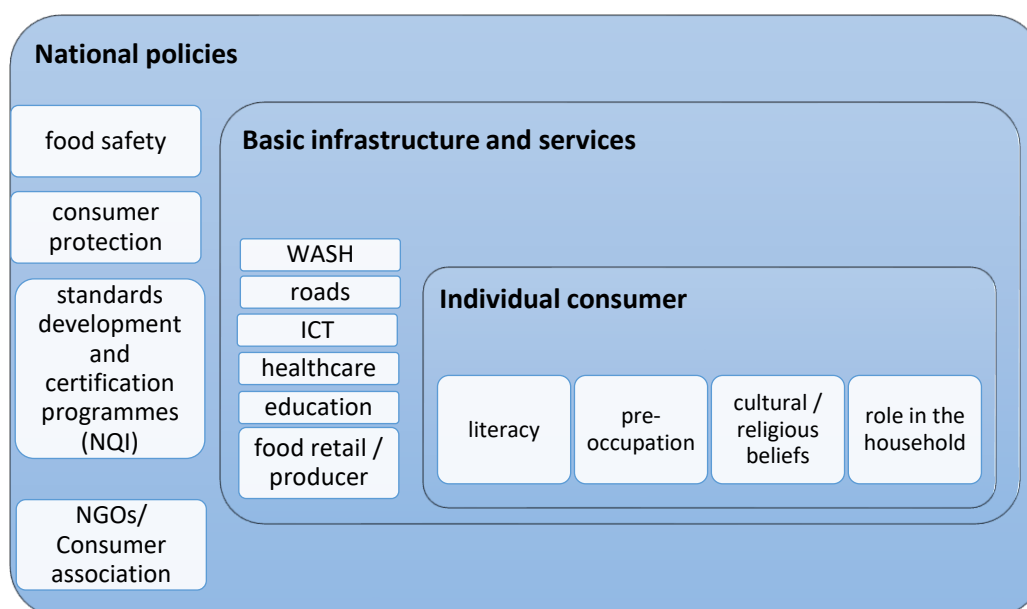 National policies
food safety
consumer
protection
standards
development
and
certification
programmes
(NQI)
NGOs/
Consumer
association
Basic infrastructure and services
WASH
roads
ICT
healthcare
education
food retail /
producer
Individual consumer
literacy
pre-
occupation
cultural /
religious
beliefs
role in the
household